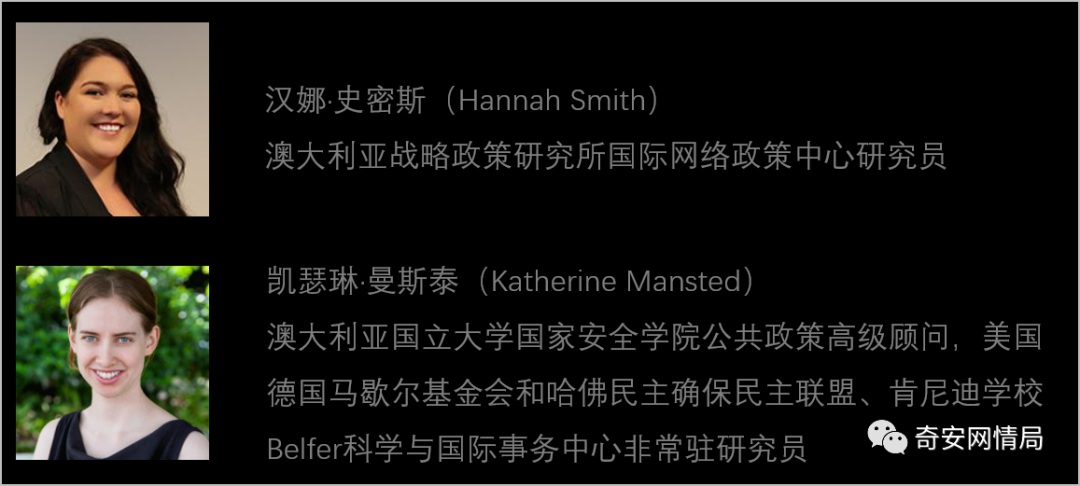 汉娜·史密斯（Hannah Smith）
澳大利亚战略政策研究所国际网络政策中心研究员
凯瑟琳·曼斯泰（Katherine Mansted）
澳大利亚国立大学国家安全学院公共政策高级顾问，美国
德国马歇尔基金会和哈佛民主确保民主联盟、肯尼迪学校
Belfer科学与国际事务中心非常驻研究员
奇安网情局